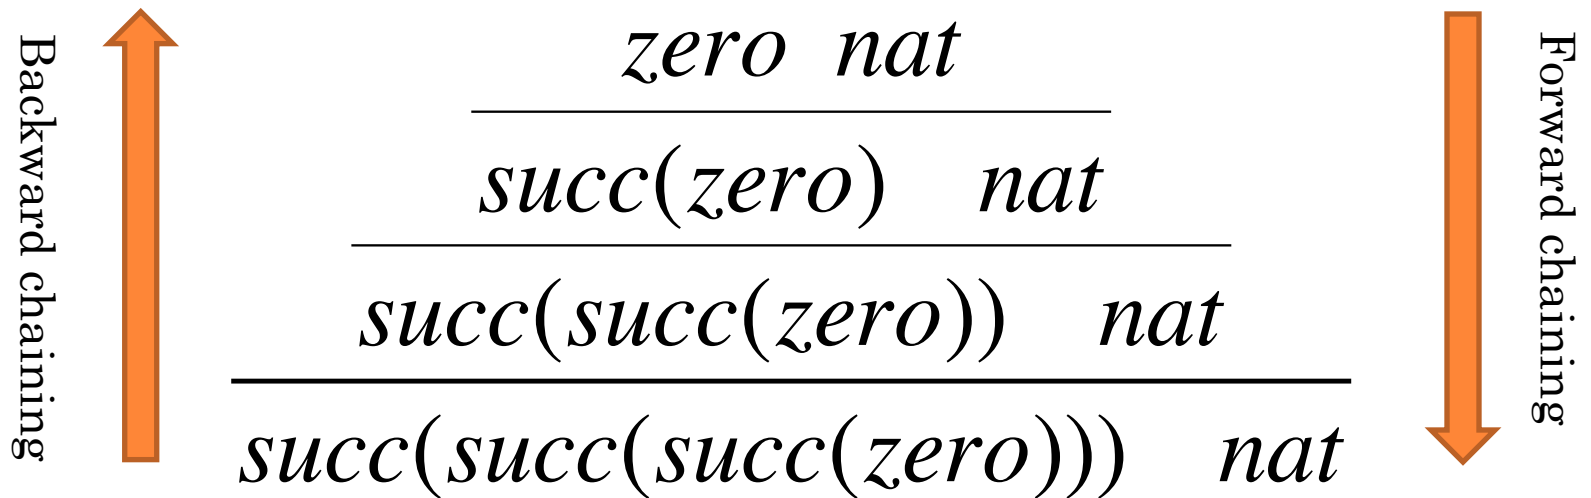 Backward chaining
zero nat
succ(zero) nat
succ(succ(zero)) nat
succ(succ(succ(zero))) nat
Forward chaining